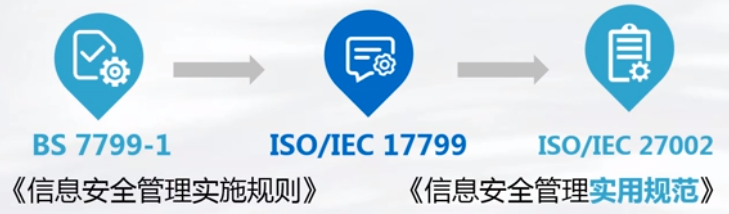 BS 7799-1
ISO/IEC 17799
ISO/IEC 27002
《信息安全管理实施规则》
《信息安全管理实用规范》